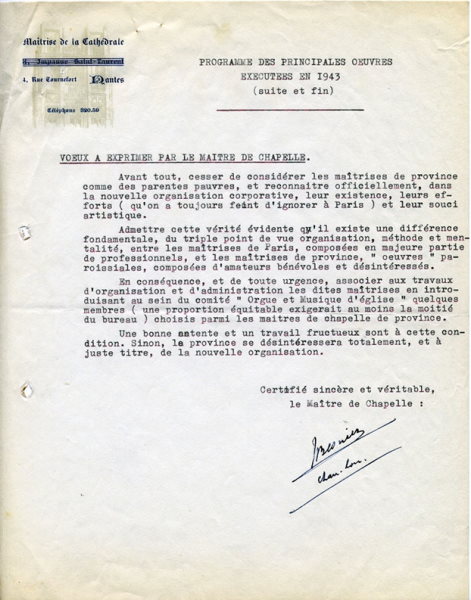 Maîtrise de la Cathédrale
4, Impasse Saint-Laurent
4, Rue Tournefort Nantes
Téléphone 320.59
PROGRAMME DES PRINCIPALES OEUVRES
EXECUTEES EN 1943
(suite et fin)
VOEUX A EXPRIMER PAR LE MAITRE DE CHAPELLE.
Avant tout, cesser de considérer les maîtrises de province
comme des parentes pauvres, et reconnaitre officiellement, dans
la nouvelle organisation corporative, leur existence, leurs ef-
forts ( qu'on a toujours feint d'ignorer à Paris ) et leur souci
artistique.
Admettre cette vérité évidente qu'il existe une différence
fondamentale, du triple point de vue organisation, méthode et men-
talité, entre les maîtrises de Paris, composées en majeure partie
de professionnels, et les maîtrises de province, " oeuvres " pa-
roissiales, composées d'amateurs bénévoles et désintéressés.
En conséquence, et de toute urgence, associer aux travaux
d'organisation et d'administration les dites maîtrises en intro-
duisant au sein du comité " Orgue et Musique d'église " quelques
membres ( une proportion équitable exigerait au moins la moitié
du bureau ) choisis parmi les maitres de chapelle de province.
Une bonne entente et un travail fructueux sont à cette con-
dition. Sinon, la province se désintéressera totalement, et à
juste titre, de la nouvelle organisation.
Certifié sincère et véritable,
le Maître de Chapelle :
chan. hon.